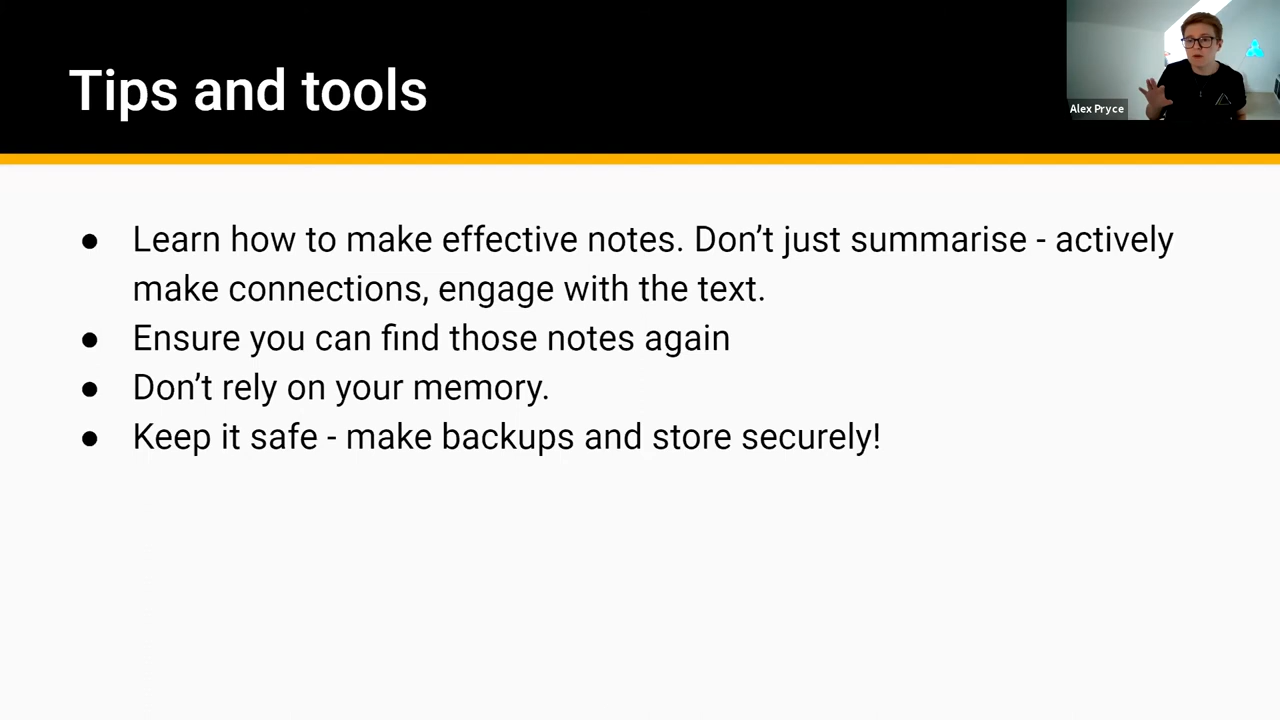 Tips and tools
Alex Pryce
● Learn how to make effective notes. Don’t just summarise - actively
make connections, engage with the text.
● Ensure you can find those notes again
● Don’t rely on your memory.
● Keep it safe - make backups and store securely!